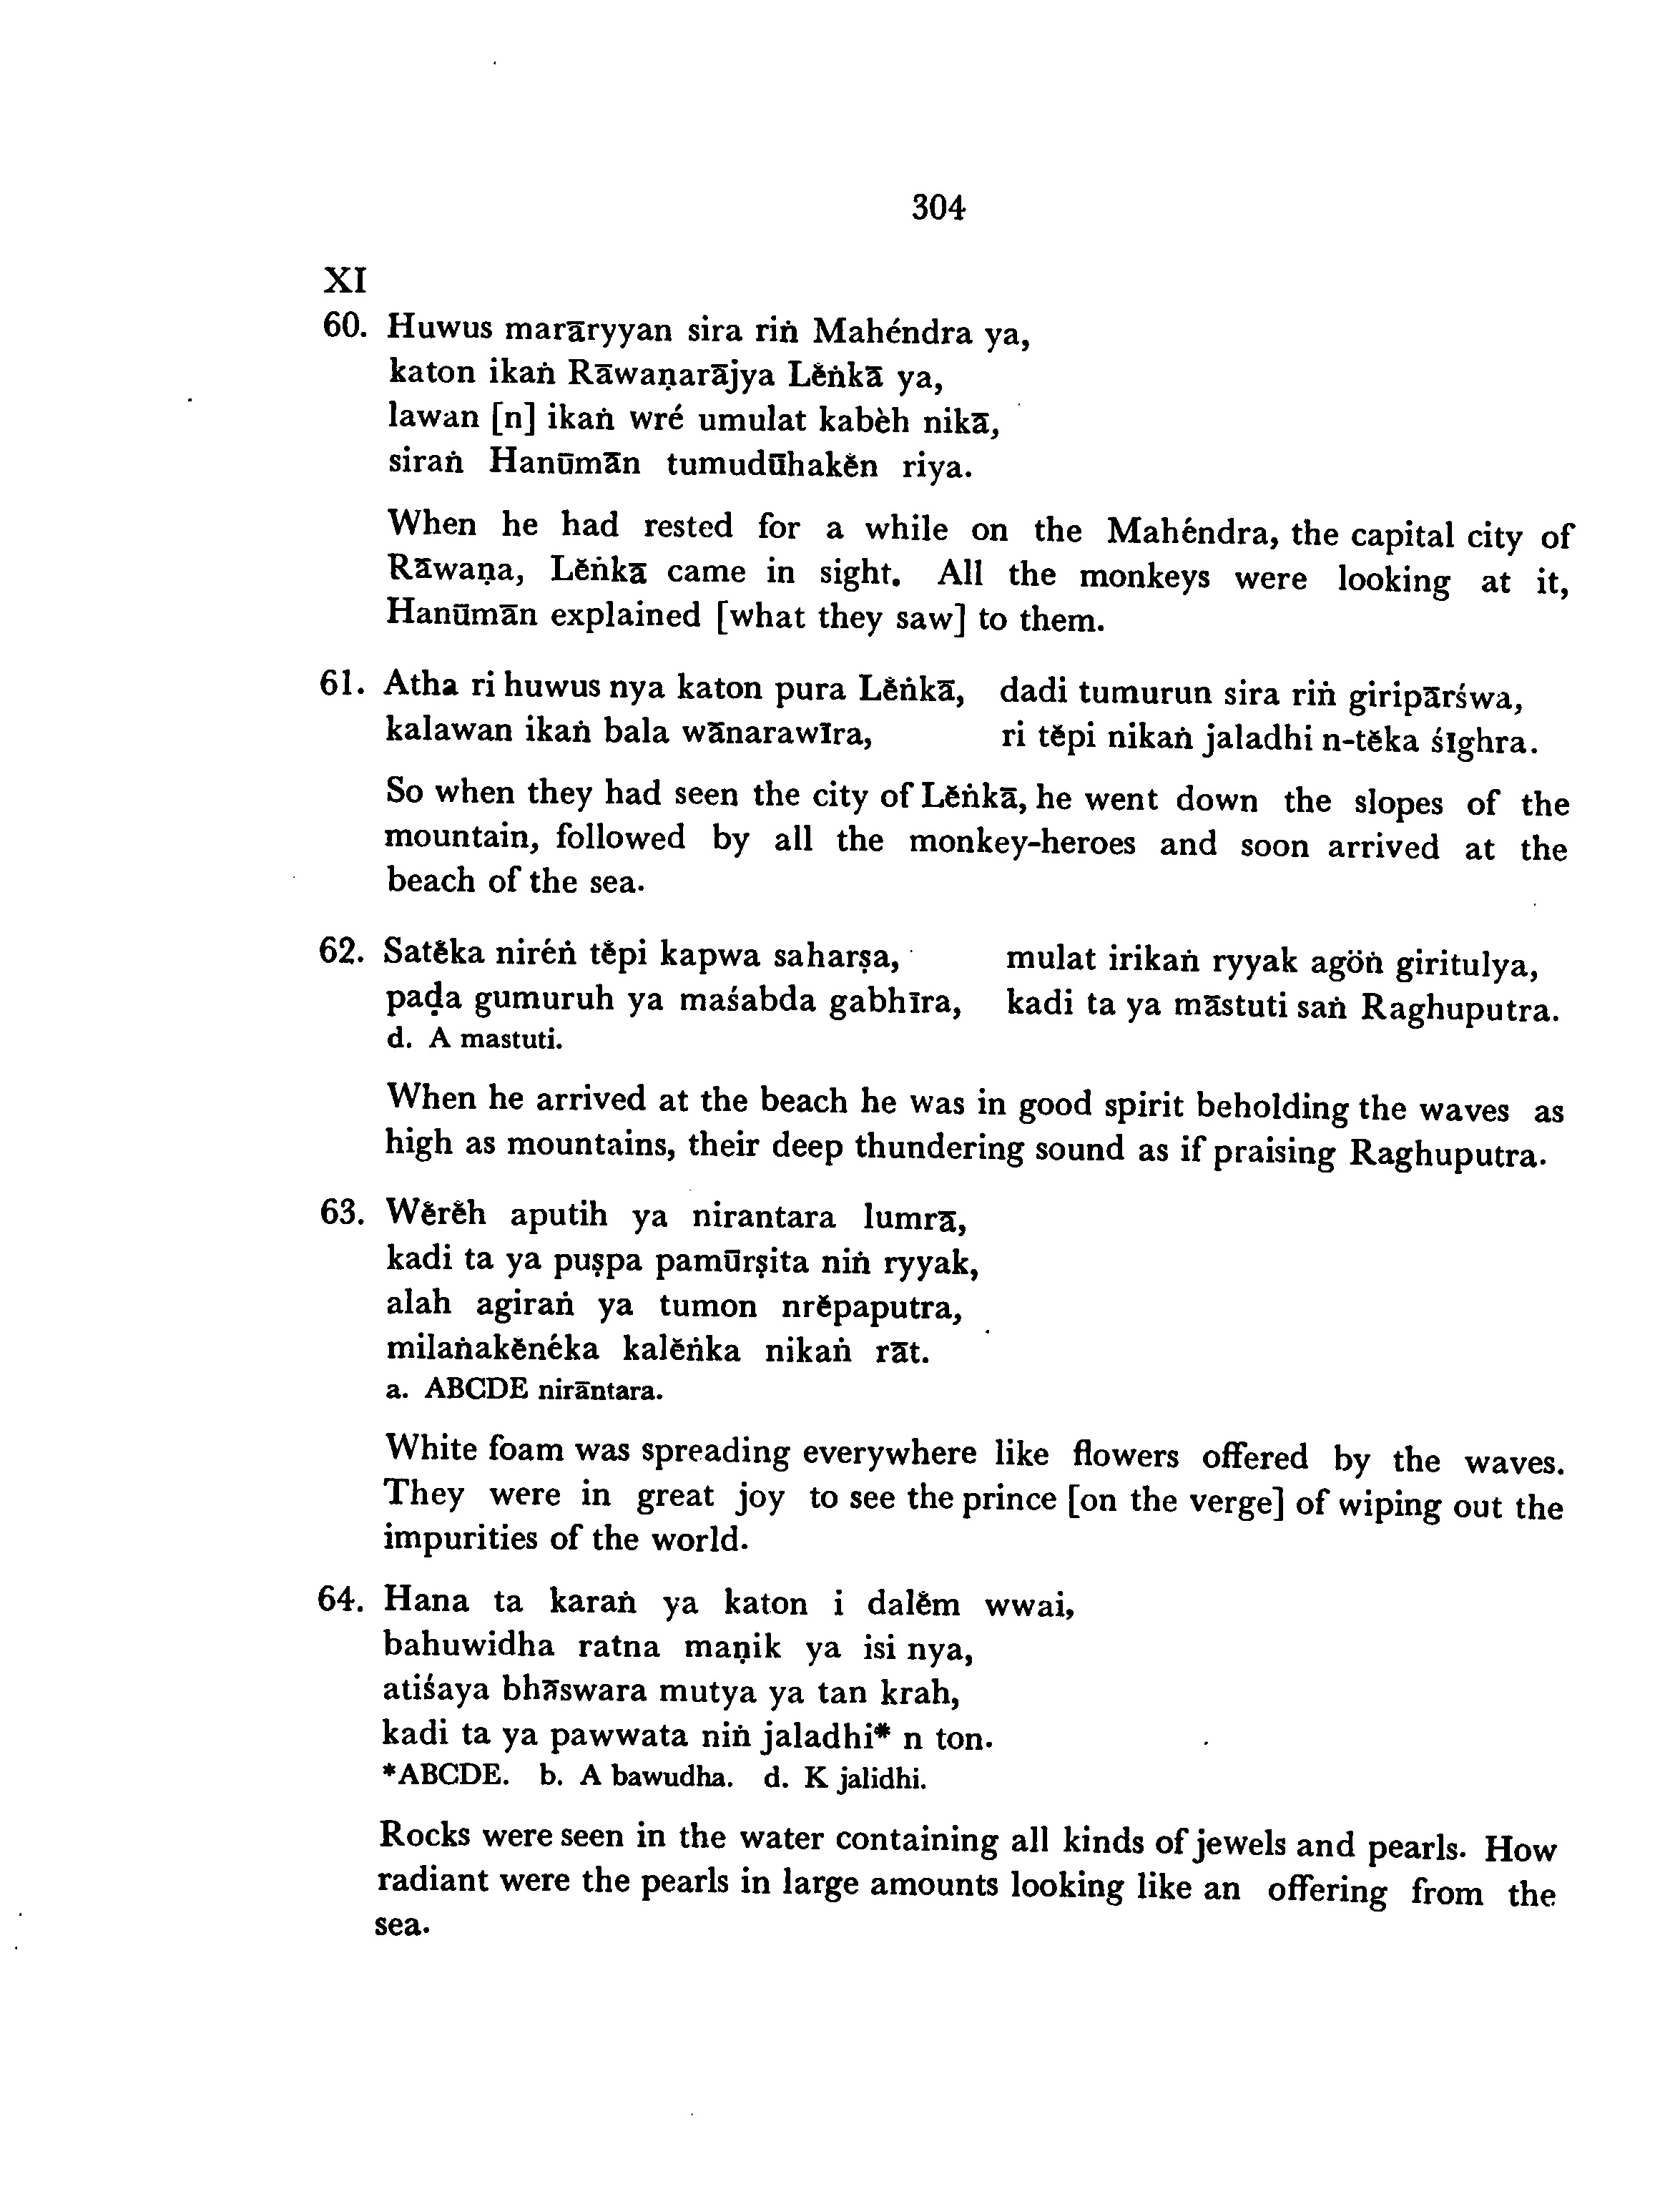 304
XI
60. Huwus marāryyan sira riṅ Mahéndra ya,
katon ikaṅ Rāwaṇarājya Lĕṅkā ya,
lawan [n] ikaṅ wré umulat kabèh nikā,
siraṅ Hanūmān tumudūhakĕn riya.
When he had rested for a while on the Mahéndra, the capital city of
Rāwaṇa, Lĕṅkā came in sight. All the monkeys were looking at it,
Hanūmān explained [what they saw] to them.
61. Atha ri huwus nya katon pura Lĕṅkā, dadi tumurun sira riṅ giripārśwa,
kalawan ikaṅ bala wānarawīra, ri tĕpi nikaṅ jaladhi n-tĕka śīghra.
So when they had seen the city of Lĕṅkā, he went down the slopes of the
mountain, followed by all the monkey-heroes and soon arrived at the
beach of the sea.
62. Satĕka niréṅ tĕpi kapwa saharṣa, mulat irikaṅ ryyak agöṅ giritulya,
paḍa gumuruh ya maśabda gabhīra, kadi ta ya māstuti saṅ Raghuputra.
d. A mastuti.
When he arrived at the beach he was in good spirit beholding the waves as
high as mountains, their deep thundering sound as if praising Raghuputra.
63. Wĕrĕh aputih ya nirantara lumrā,
kadi ta ya puṣpa pamūrṣita niṅ ryyak,
alah agiraṅ ya tumon nrĕpaputra,
milaṅakĕnéka kalĕṅka nikaṅ rāt.
a. ABCDE nirāntara.
White foam was spreading everywhere like flowers offered by the waves.
They were in great joy to see the prince [on the verge] of wiping out the
impurities of the world.
64. Hana ta karaṅ ya katon i dalĕm wwai,
bahuwidha ratna maṇik ya isi nya,
atiśaya bhāswara mutya ya tan krah,
kadi ta ya pawwata niṅ jaladhi* n ton.
*ABCDE. b. A bawudha. d. K jalidhi.
Rocks were seen in the water containing all kinds of jewels and pearls. How
radiant were the pearls in large amounts looking like an offering from the
sea.